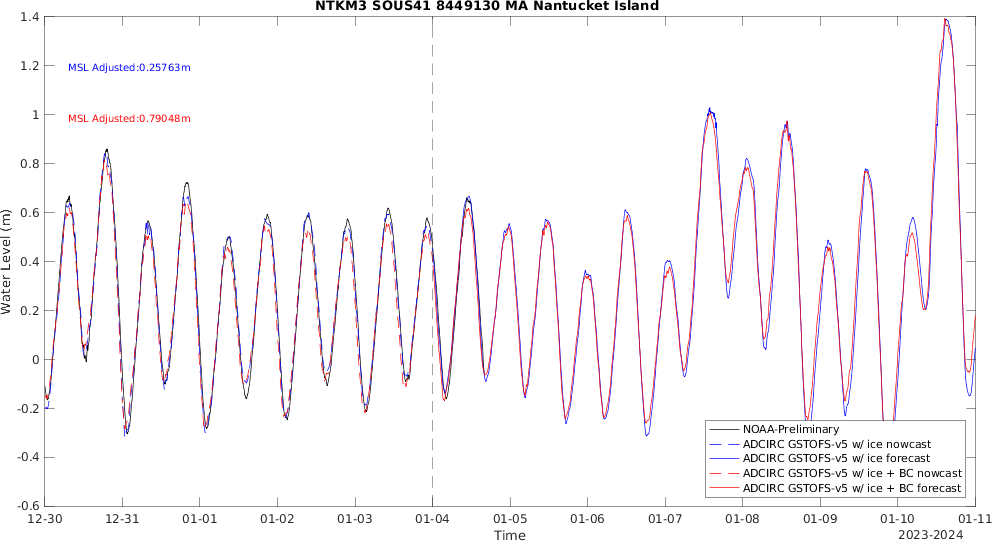 NTKM3 SOUS41 8449130 MA Nantucket Island
1.4
1.2
1
0.8
0.6
0.4
0.2
0
-0.2
-0.4
-0.6
Water Level (m)
MSL Adjusted:0.25763m
MSL Adjusted:0.79048m
NOAA-Preliminary
ADCIRC GSTOFS-v5 w/ ice nowcast
ADCIRC GSTOFS-v5 w/ ice forecast
ADCIRC GSTOFS-v5 w/ ice + BC nowcast
ADCIRC GSTOFS-v5 w/ ice + BC forecast
12-30 12-31 01-01 01-02 01-03 01-04 01-05 01-06 01-07 01-08 01-09 01-10 01-11
Time
2023-2024